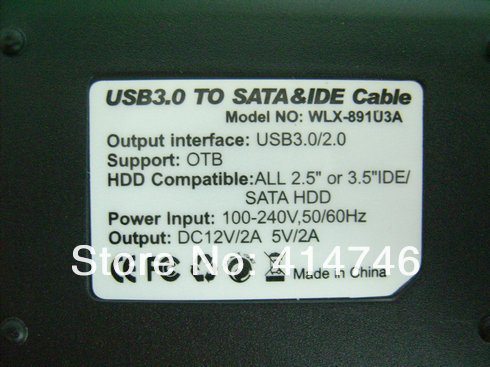 USB3.0 TO SATA&IDE Cable
Model NO: WLX-891U3A
Output interface: USB3.0/2.0
Support: OTB
HDD Compatible:ALL 2.5" or 3.5"IDE/
SATA HDD
Power Input: 100-240V,50/60Hz
Output: DC12V/2A 5V/2A
Store No: 414746
CE FC Made in China